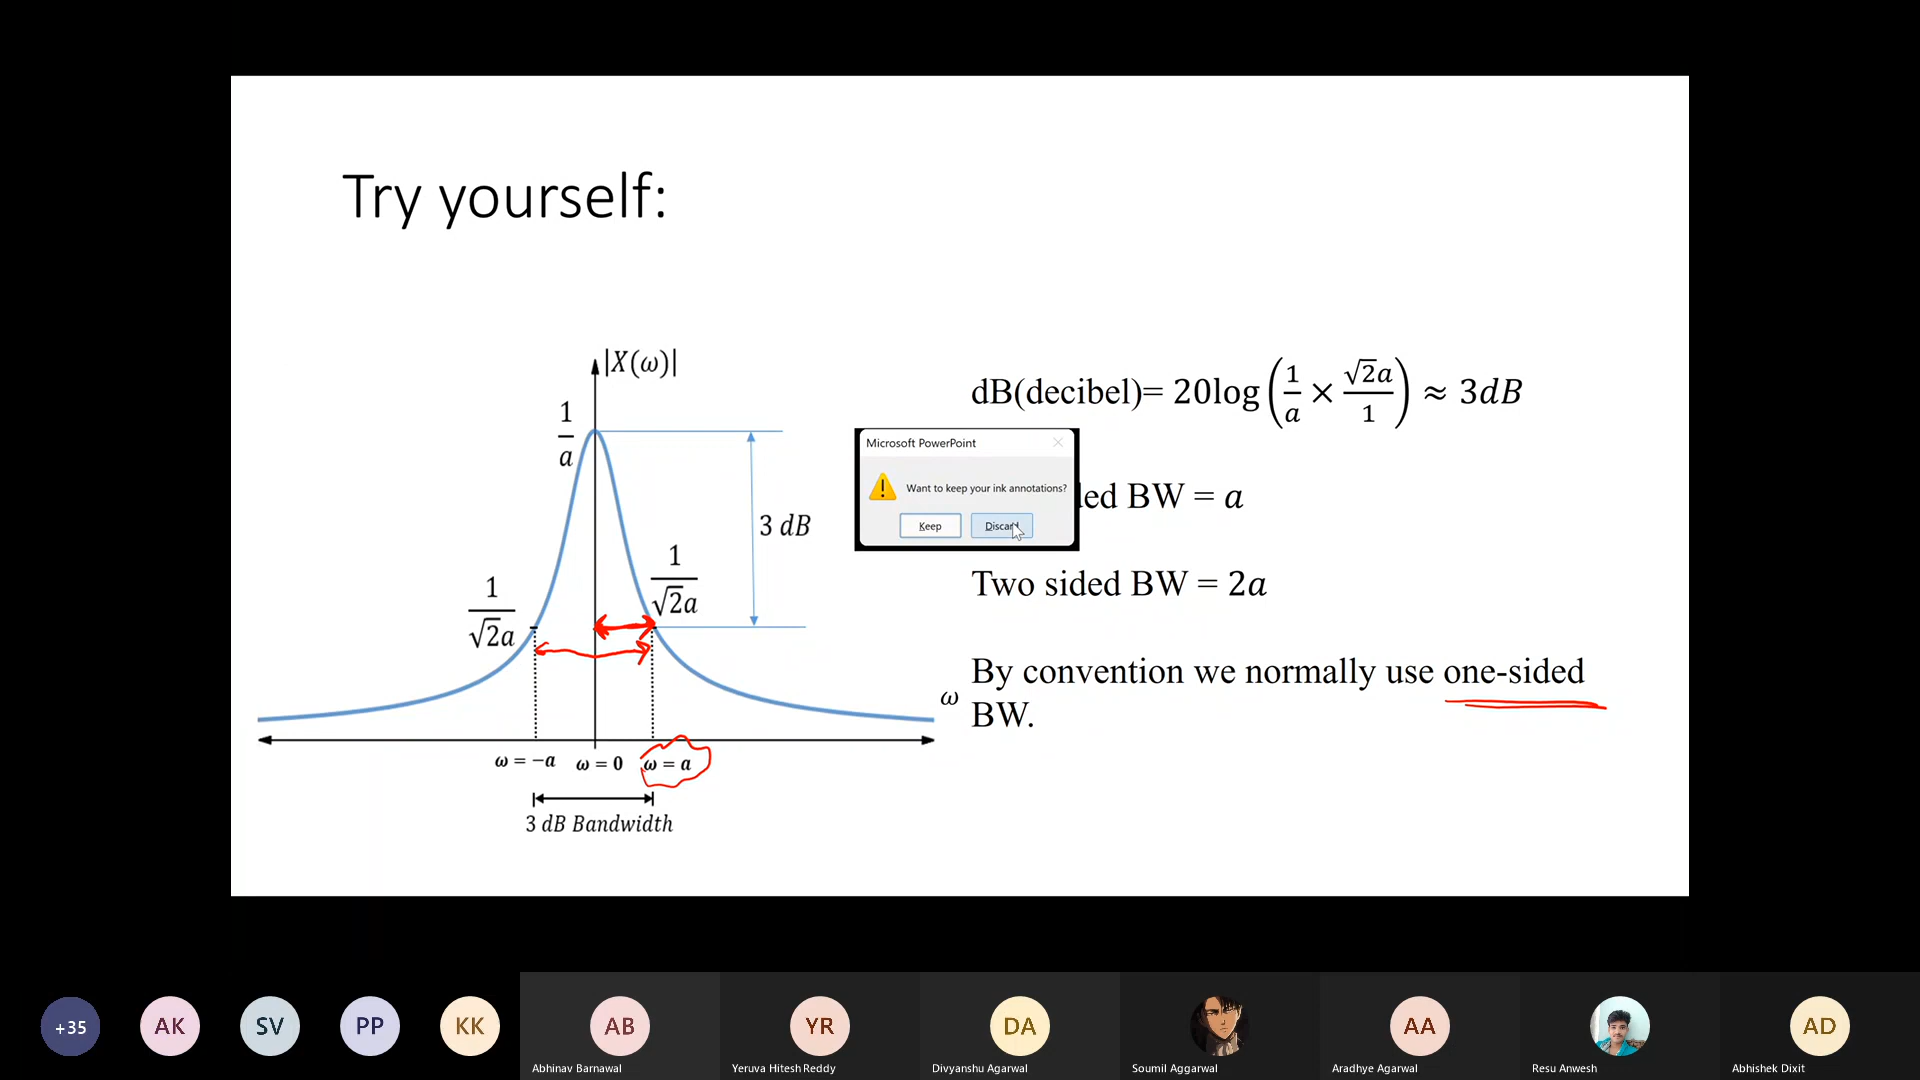 Try yourself:
|X(ω)|
1/a
3 dB
1/√2a
1/√2a
ω
ω = −a
ω = 0
ω = a
3 dB Bandwidth
dB(decibel)= 20log(1/a × √2a/1) ≈ 3dB
ed BW = a
Two sided BW = 2a
By convention we normally use one-sided
BW.
Microsoft PowerPoint
Want to keep your ink annotations?
Keep
Discard
+35
AK
SV
PP
KK
AB
YR
DA
AA
AD
Abhinav Barnawal
Yeruva Hitesh Reddy
Divyanshu Agarwal
Soumil Aggarwal
Aradhye Agarwal
Resu Anwesh
Abhishek Dixit